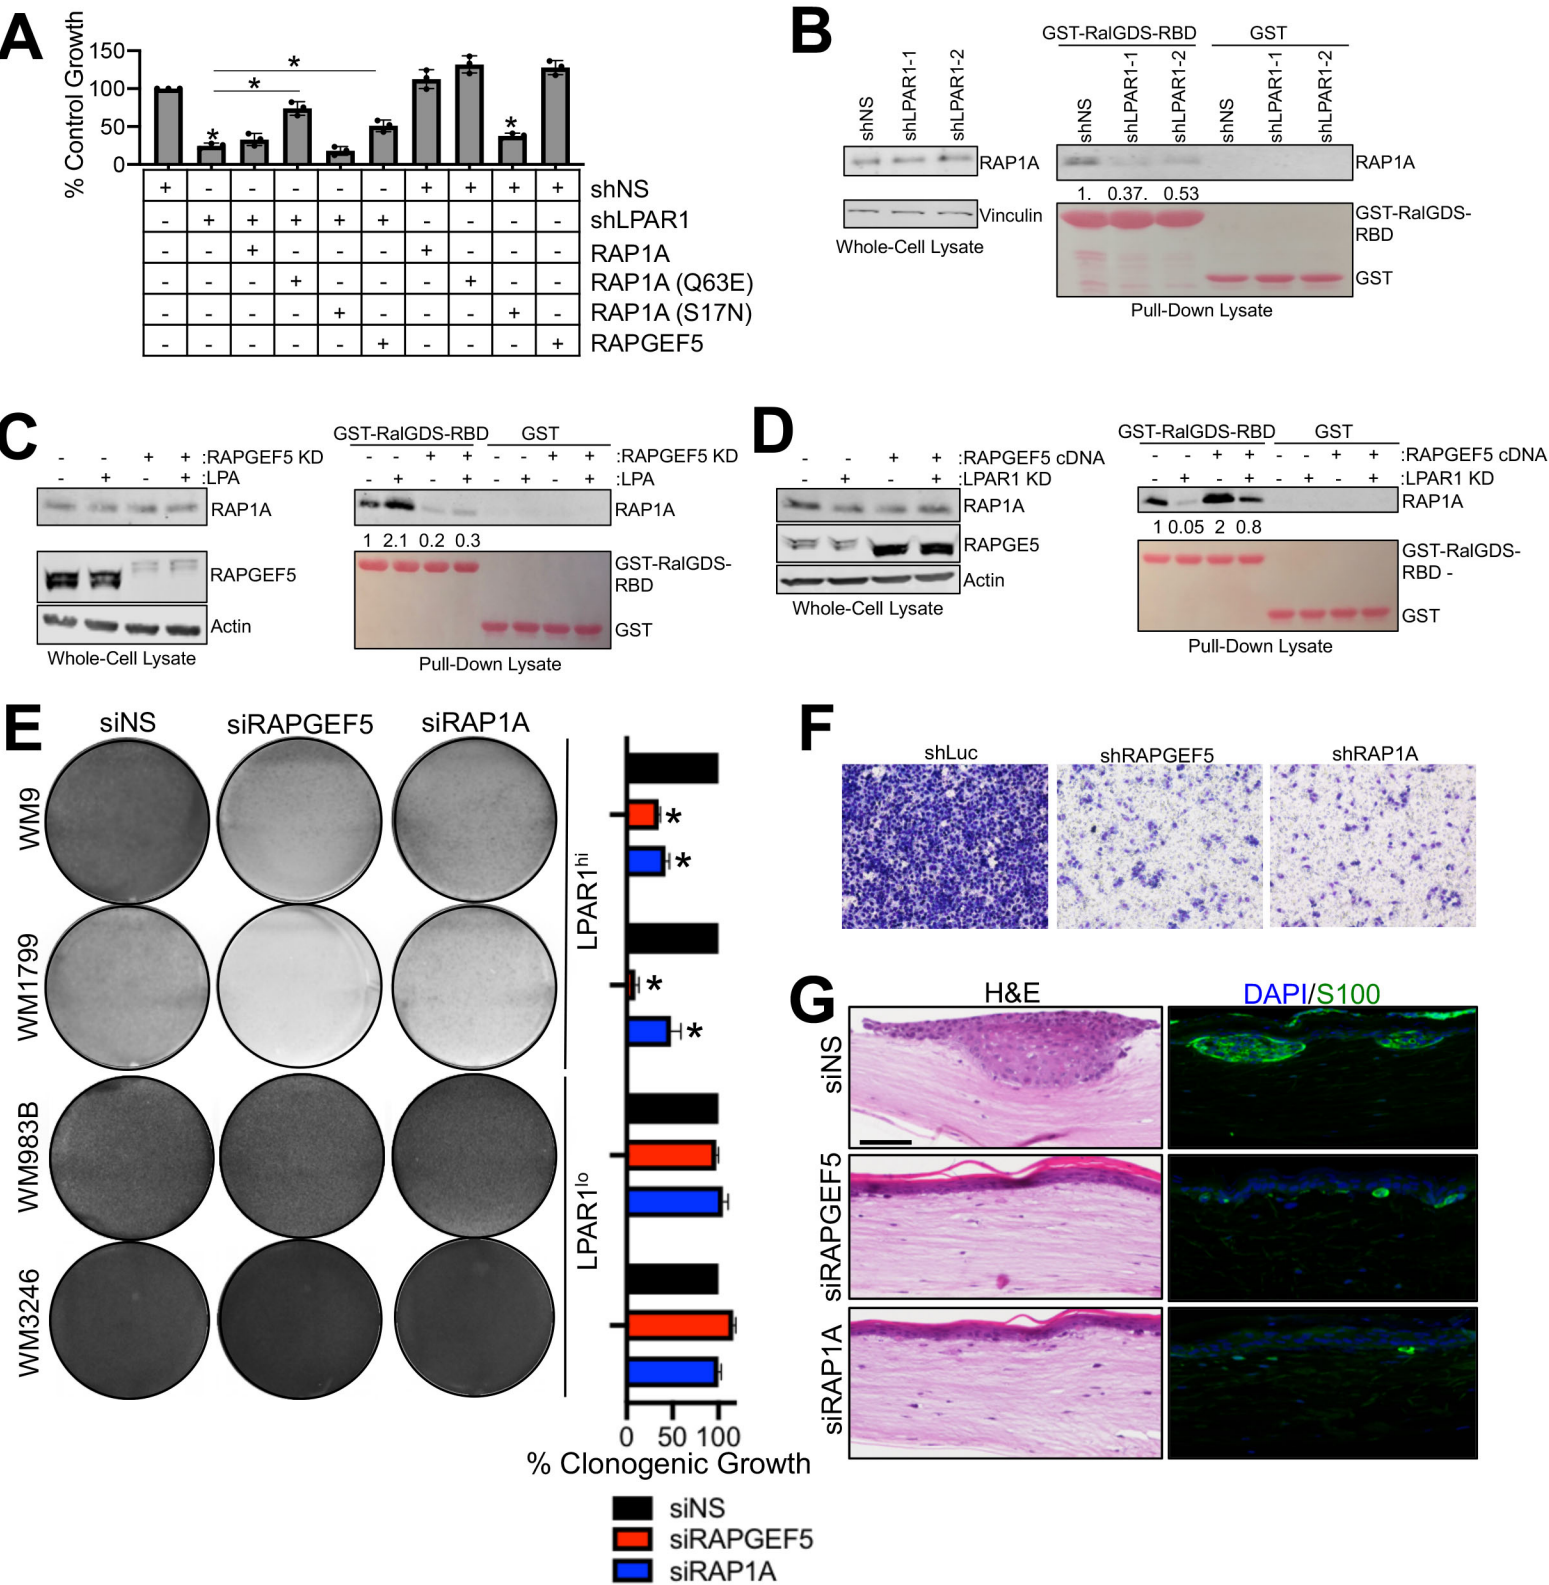 A
% Control Growth
150
100
50
0
*
*
*
*
+ - - - - - + + + + shNS
- + + + + + - - - - shLPAR1
- - + - - - + - - - RAP1A
- - - + - - - + - - RAP1A (Q63E)
- - - - + - - - + - RAP1A (S17N)
- - - - - + - - - + RAPGEF5
B
shNS
shLPAR1-1
shLPAR1-2
RAP1A
Vinculin
Whole-Cell Lysate
GST-RalGDS-RBD GST
shNS
shLPAR1-1
shLPAR1-2
shNS
shLPAR1-1
shLPAR1-2
RAP1A
1. 0.37. 0.53
GST-RalGDS-
RBD
GST
Pull-Down Lysate
C
- - + + :RAPGEF5 KD
- + - + :LPA
RAP1A
RAPGEF5
Actin
Whole-Cell Lysate
GST-RalGDS-RBD GST
- - + + - - + + :RAPGEF5 KD
- + - + - + - + :LPA
RAP1A
1 2.1 0.2 0.3
GST-RalGDS-
RBD
GST
Pull-Down Lysate
D
- - + + :RAPGEF5 cDNA
- + - + :LPAR1 KD
RAP1A
RAPGE5
Actin
Whole-Cell Lysate
GST-RalGDS-RBD GST
- - + + - - + + :RAPGEF5 cDNA
- + - + - + - + :LPAR1 KD
RAP1A
1 0.05 2 0.8
GST-RalGDS-
RBD -
GST
Pull-Down Lysate
E
siNS siRAPGEF5 siRAP1A
WM9
WM1799
WM983B
WM3246
LPAR1hi
LPAR1lo
*
*
*
*
0 50 100
% Clonogenic Growth
siNS
siRAPGEF5
siRAP1A
F
shLuc shRAPGEF5 shRAP1A
G
H&E DAPI/S100
siNS
siRAPGEF5
siRAP1A